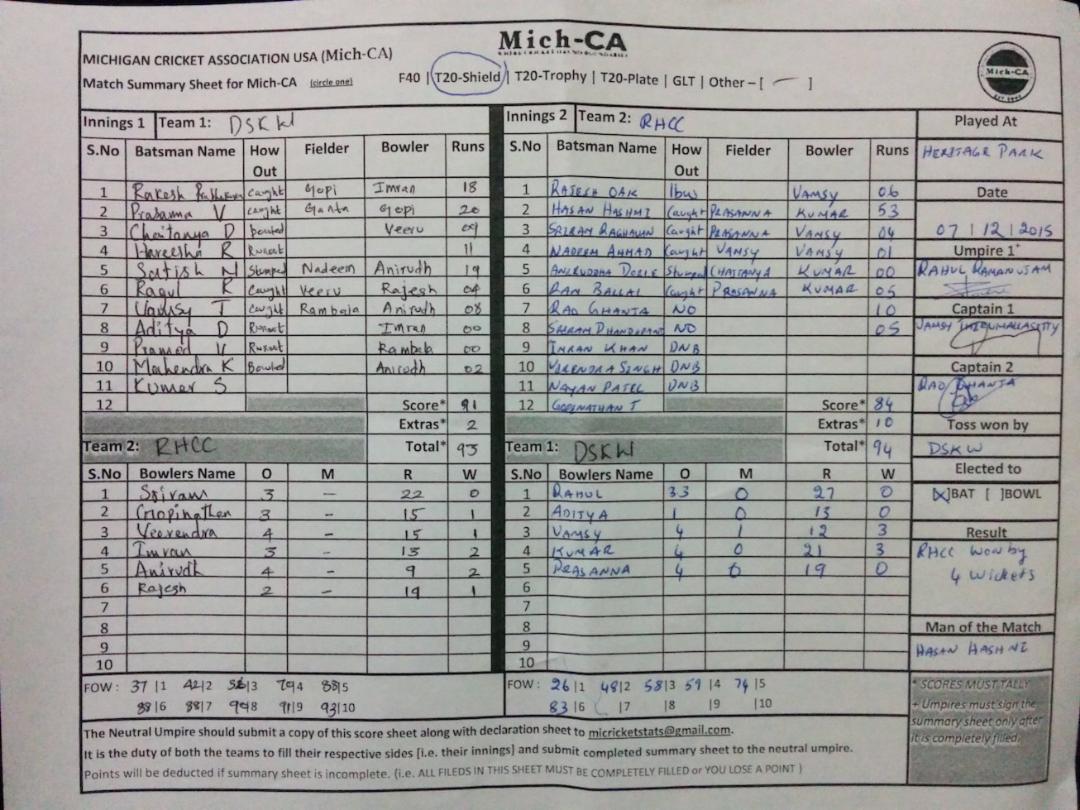 Mich-CA
MICHIGAN CRICKET ASSOCIATION USA (Mich-CA)
Match Summary Sheet for Mich-CA (circle one) F40 | T20-Shield | T20-Trophy | T20-Plate | GLT | Other – [ — ]
Mich-CA
Innings 1 Team 1: DSKW
S.No Batsman Name How Out Fielder Bowler Runs
1 Rakesh caught Gopi Imran 18
2 Prasanna V caught Ganta Gopi 20
3 Chaitanya D bowled Veeru 09
4 Hareesha R Runout 11
5 Satish N Stumped Nadeem Anirudh 19
6 Ragul R Caught Veeru Rajesh 04
7 Vamsy T Caught Rambala Anirudh 08
8 Aditya D Runout Imran 00
9 Pramod V Runout Rambala 00
10 Mahendra K Bowled Anirudh 02
11 Kumar S
12 Score* 91
Extras* 2
Team 2: RHCC Total* 93
S.No Bowlers Name O M R W
1 Sriram 3 – 22 0
2 Gopinathan 3 – 15 1
3 Veerendra 4 – 15 1
4 Imran 3 – 13 2
5 Anirudh 4 – 9 2
6 Rajesh 2 – 19 1
7
8
9
10
FOW : 37|1 42|2 |3 79|4 88|5
88|6 88|7 |8 91|9 93|10
Innings 2 Team 2: RHCC
S.No Batsman Name How Out Fielder Bowler Runs
1 RAJESH OAK lbw VAMSY 06
2 HASAN HASHMI Caught PRASANNA KUMAR 53
3 SRIRAM RAGHAVAN Caught PRASANNA VAMSY 04
4 NADEEM AHMAD Caught VAMSY VAMSY 01
5 ANIRUDDHA DORLE Stumped CHAITANYA KUMAR 00
6 RAM BALLAI Caught PRASANNA KUMAR 05
7 RAO GHANTA NO 10
8 SRIRAM NO 05
9 IMRAN KHAN DNB
10 VIRENDRA SINGH DNB
11 NAYAN PATEL DNB
12 GOPINATHAN T Score* 84
Extras* 10
Team 1: DSKW Total* 94
S.No Bowlers Name O M R W
1 RAHUL 3.3 0 27 0
2 ADITYA 1 0 13 0
3 VAMSY 4 1 12 3
4 KUMAR 4 0 21 3
5 PRASANNA 4 0 19 0
6
7
8
9
10
FOW : 26|1 48|2 58|3 59|4 74|5
83|6 |7 |8 |9 |10
Played At
HERITAGE PARK
Date
07 | 12 | 2015
Umpire 1+
RAHUL RAMANUJAM
Captain 1
VAMSY
Captain 2
RAO GHANTA
Toss won by
DSKW
Elected to
[X]BAT [ ]BOWL
Result
RHCC Won by
4 Wickets
Man of the Match
HASAN HASHMI
* SCORES MUST TALLY
+ Umpires must sign the
summary sheet only after
it is completely filled.
The Neutral Umpire should submit a copy of this score sheet along with declaration sheet to micricketstats@gmail.com.
It is the duty of both the teams to fill their respective sides [i.e. their innings] and submit completed summary sheet to the neutral umpire.
Points will be deducted if summary sheet is incomplete. (i.e. ALL FILEDS IN THIS SHEET MUST BE COMPLETELY FILLED or YOU LOSE A POINT )